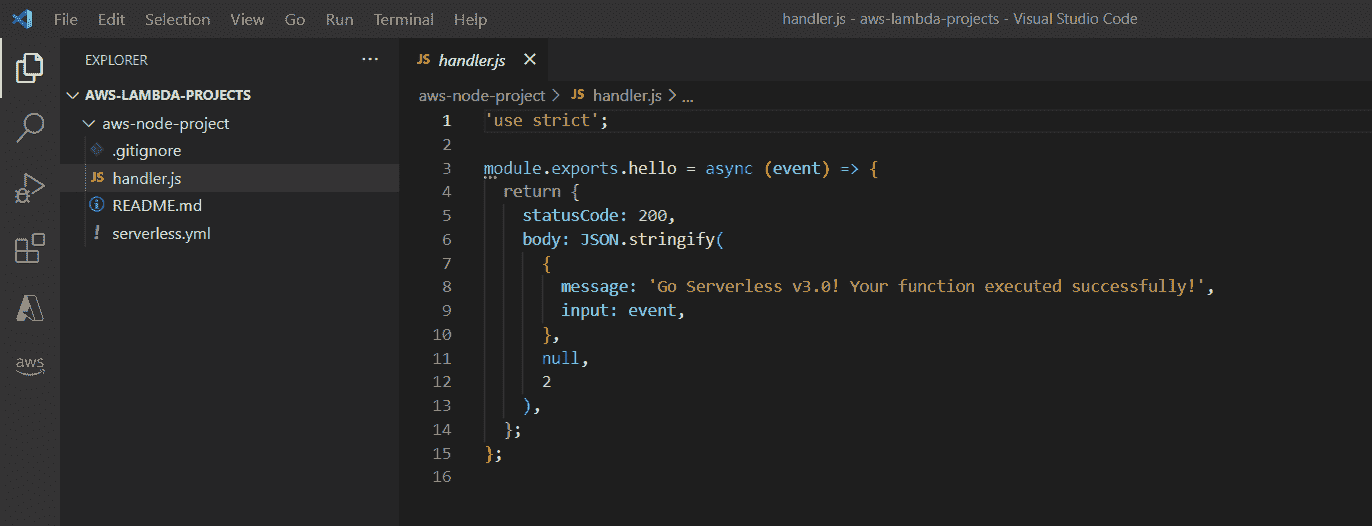 File Edit Selection View Go Run Terminal Help handler.js - aws-lambda-projects - Visual Studio Code
EXPLORER ...
AWS-LAMBDA-PROJECTS
aws-node-project
.gitignore
JS handler.js
README.md
! serverless.yml
aws
JS handler.js
aws-node-project > JS handler.js > ...
1 'use strict';
2
3 module.exports.hello = async (event) => {
4 return {
5 statusCode: 200,
6 body: JSON.stringify(
7 {
8 message: 'Go Serverless v3.0! Your function executed successfully!',
9 input: event,
10 },
11 null,
12 2
13 ),
14 };
15 };
16